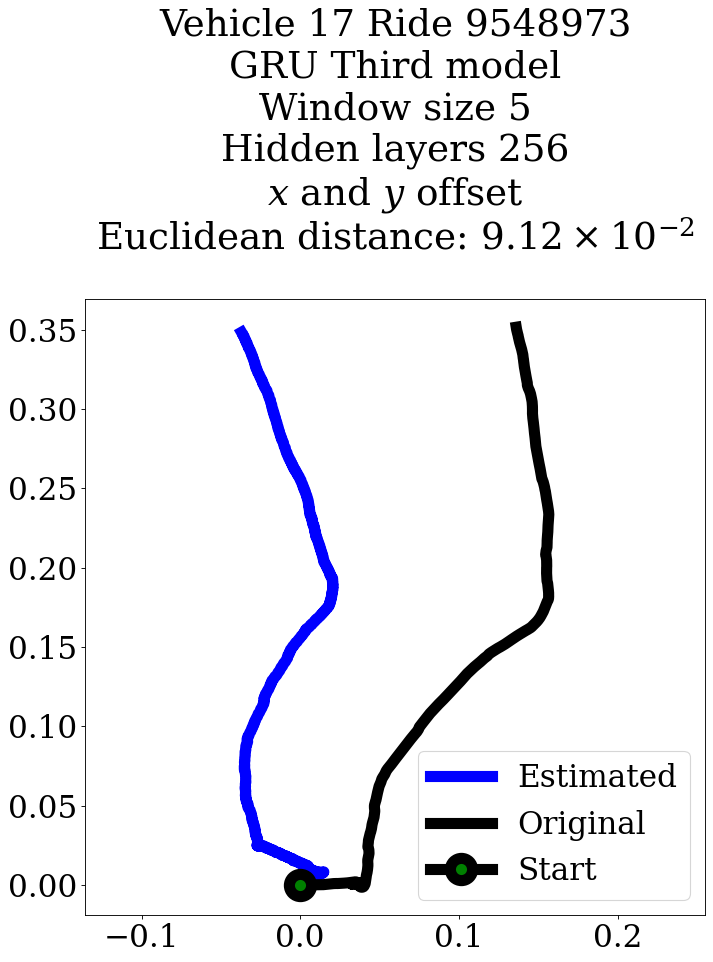 Vehicle 17 Ride 9548973
GRU Third model
Window size 5
Hidden layers 256
x and y offset
Euclidean distance: 9.12 × 10⁻²
0.35
0.30
0.25
0.20
0.15
0.10
0.05
0.00
−0.1
0.0
0.1
0.2
Estimated
Original
Start